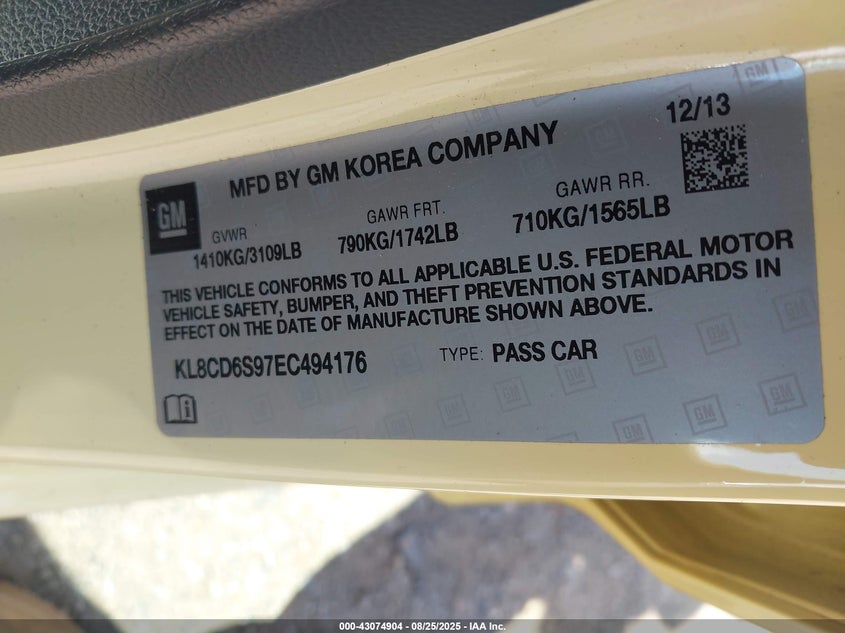 12/13
MFD BY GM KOREA COMPANY
GM
GVWR GAWR FRT. GAWR RR.
1410KG/3109LB 790KG/1742LB 710KG/1565LB
THIS VEHICLE CONFORMS TO ALL APPLICABLE U.S. FEDERAL MOTOR
VEHICLE SAFETY, BUMPER, AND THEFT PREVENTION STANDARDS IN
EFFECT ON THE DATE OF MANUFACTURE SHOWN ABOVE.
KL8CD6S97EC494176 TYPE: PASS CAR
000-43074904 - 08/25/2025 - IAA Inc.